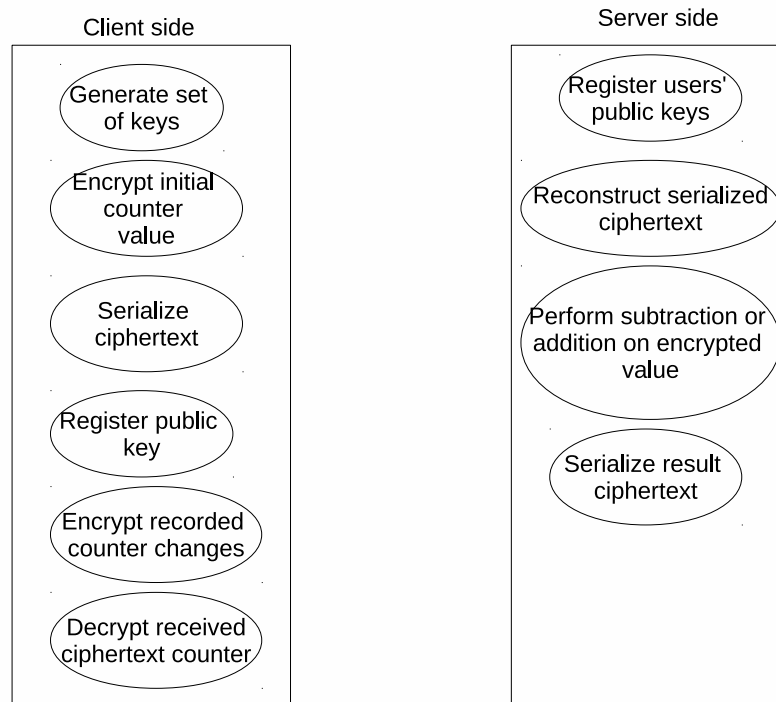 Client side
Generate set
of keys
Encrypt initial
counter
value
Serialize
ciphertext
Register public
key
Encrypt recorded
counter changes
Decrypt received
ciphertext counter
Server side
Register users'
public keys
Reconstruct serialized
ciphertext
Perform subtraction or
addition on encrypted
value
Serialize result
ciphertext